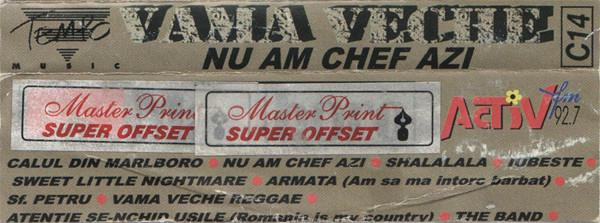 TEMPO
MUSIC
VAMA VECHE
NU AM CHEF AZI
C14
Master Print
SUPER OFFSET
Master Print
SUPER OFFSET
ACTIV fm
92.7
CALUL DIN MARLBORO • NU AM CHEF AZI • SHALALALA • IUBESTE •
SWEET LITTLE NIGHTMARE • ARMATA (Am sa ma intorc barbat) •
Sf. PETRU • VAMA VECHE REGGAE •
ATENTIE SE-NCHID USILE (Romania is my country) • THE BAND •